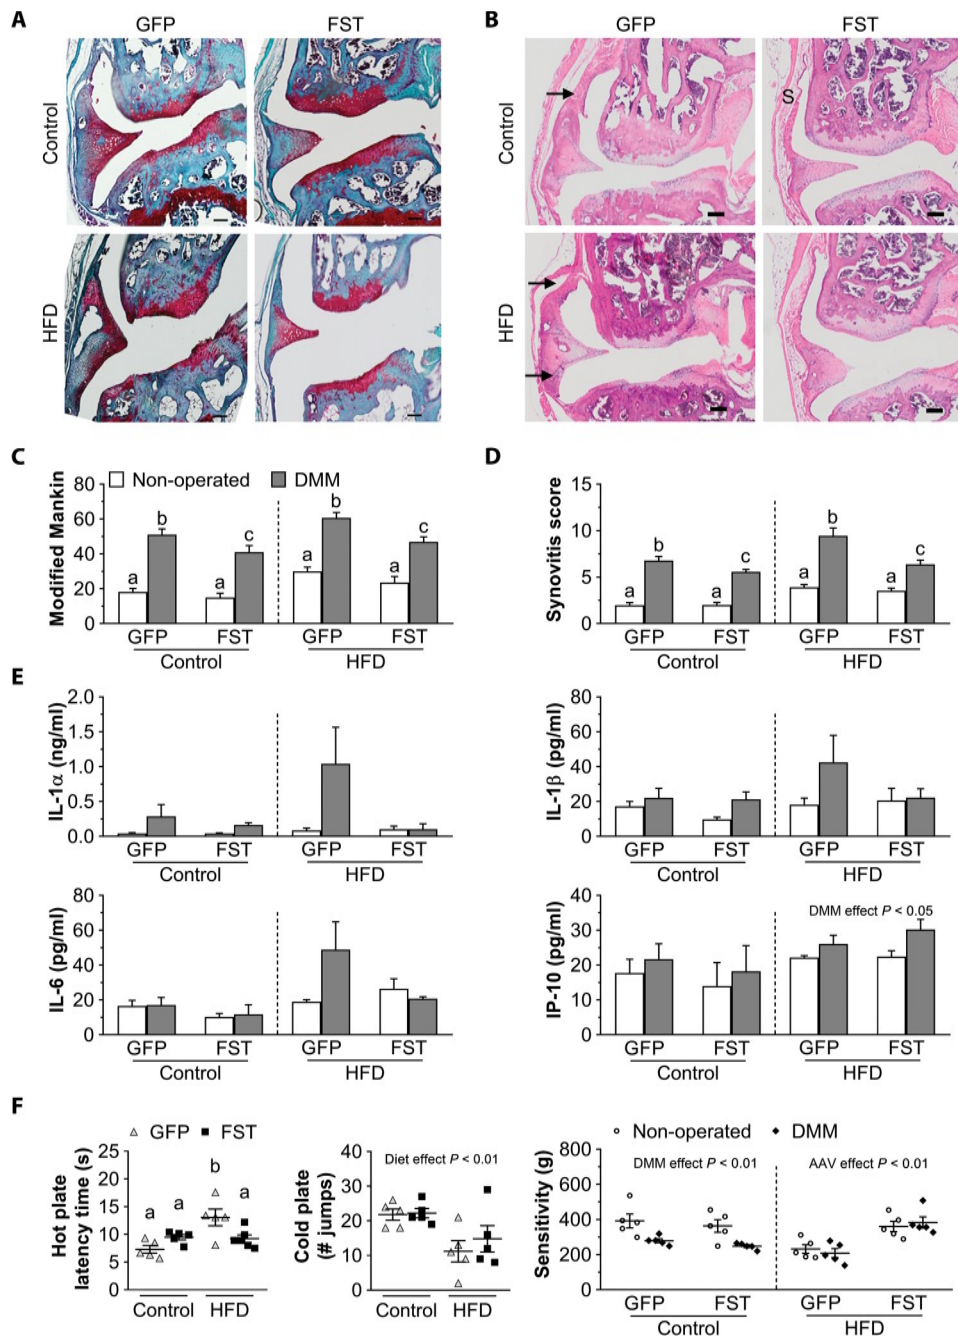 A
GFP
FST
Control
HFD
B
GFP
FST
Control
HFD
S
C
Non-operated
DMM
Modified Mankin
80
60
40
20
0
a
b
a
c
a
b
a
c
GFP
FST
GFP
FST
Control
HFD
D
Synovitis score
15
10
5
0
a
b
a
c
a
b
a
c
GFP
FST
GFP
FST
Control
HFD
E
IL-1α (ng/ml)
2.0
1.5
1.0
0.5
0.0
GFP
FST
GFP
FST
Control
HFD
IL-1β (pg/ml)
80
60
40
20
0
GFP
FST
GFP
FST
Control
HFD
IL-6 (pg/ml)
80
60
40
20
0
GFP
FST
GFP
FST
Control
HFD
IP-10 (pg/ml)
40
30
20
10
0
DMM effect P < 0.05
GFP
FST
GFP
FST
Control
HFD
F
GFP
FST
Hot plate
latency time (s)
25
20
15
10
5
0
a
a
b
a
Control
HFD
Cold plate
(# jumps)
40
30
20
10
0
Diet effect P < 0.01
Control
HFD
Non-operated
DMM
Sensitivity (g)
800
600
400
200
0
DMM effect P < 0.01
AAV effect P < 0.01
GFP
FST
GFP
FST
Control
HFD